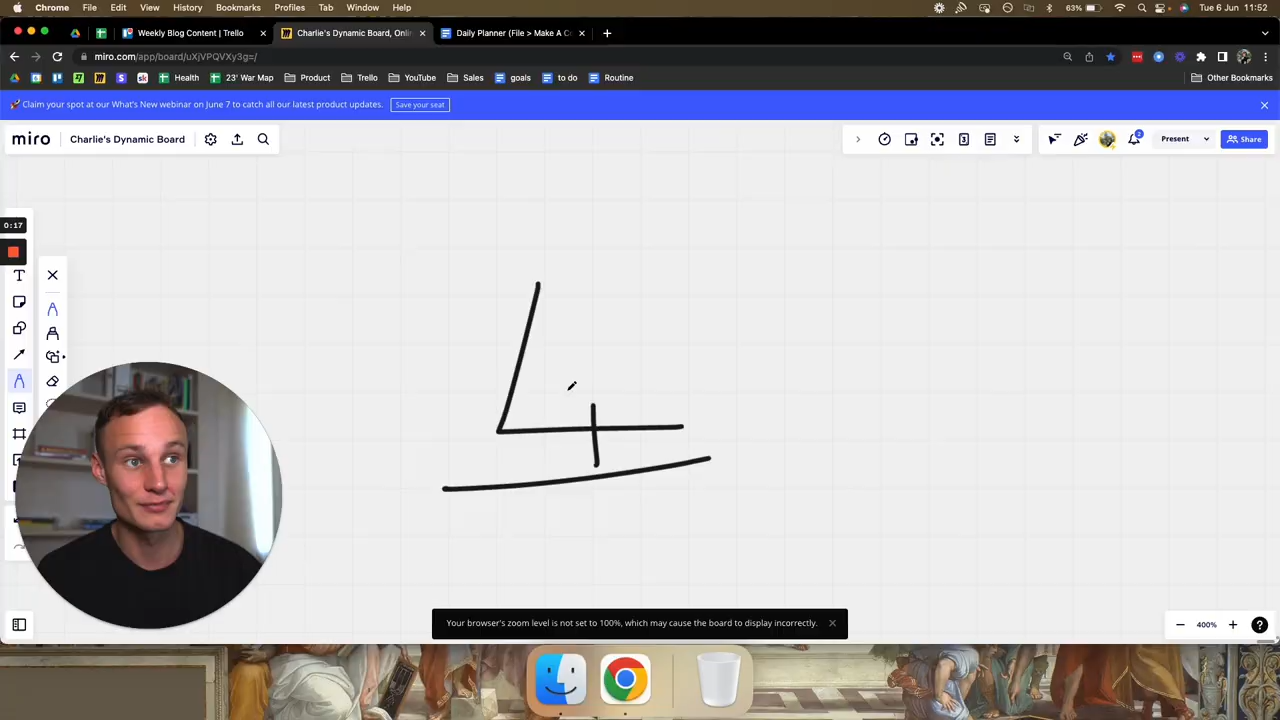 Chrome File Edit View History Bookmarks Profiles Tab Window Help 63% Tue 6 Jun 11:52
Weekly Blog Content | Trello Charlie's Dynamic Board, Onlin Daily Planner (File > Make A C
miro.com/app/board/uXjVPQVXy3g=/
Health 23' War Map Product Trello YouTube Sales goals to do Routine Other Bookmarks
Claim your spot at our What's New webinar on June 7 to catch all our latest product updates. Save your seat
miro Charlie's Dynamic Board 3 2 Present Share
0:17
T
4
Your browser's zoom level is not set to 100%, which may cause the board to display incorrectly.
400% ?